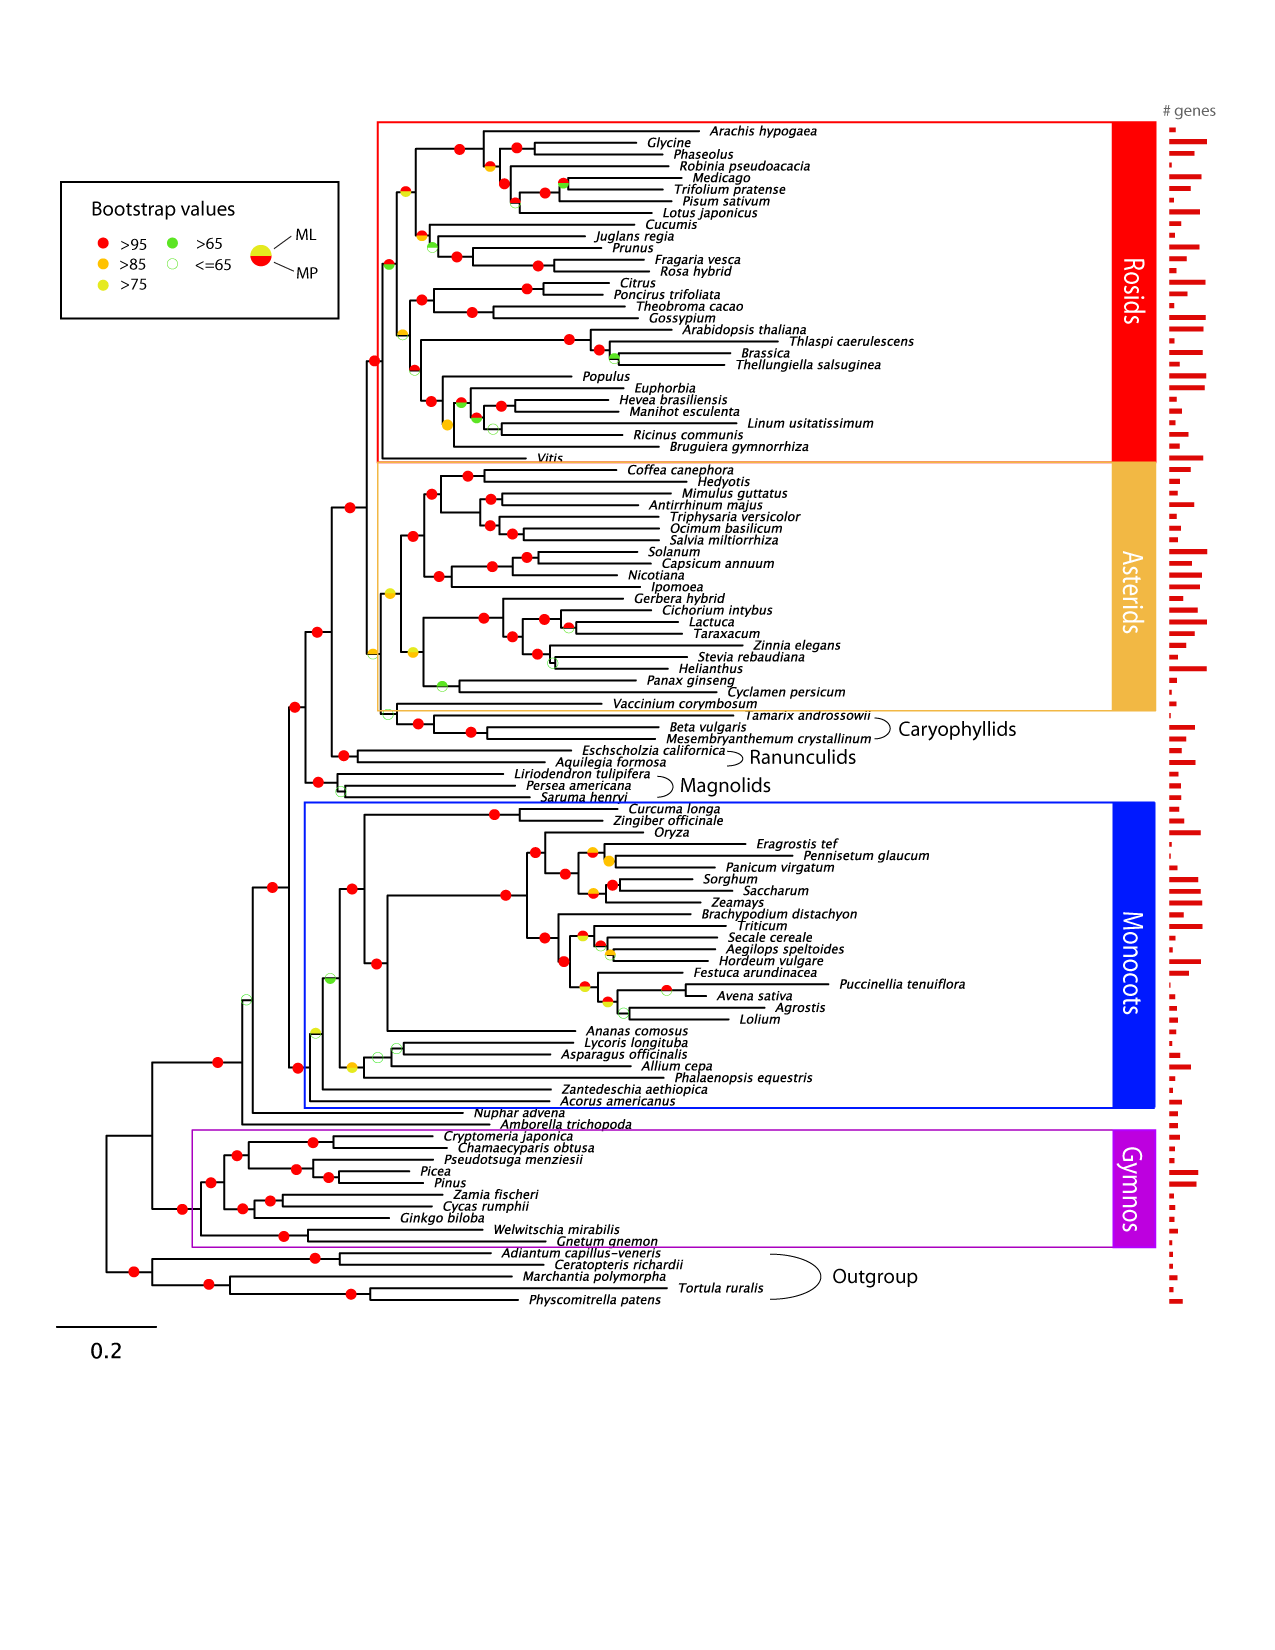 # genes
Bootstrap values
>95
>65
ML
>85
<=65
MP
>75
Arachis hypogaea
Glycine
Phaseolus
Robinia pseudoacacia
Medicago
Trifolium pratense
Pisum sativum
Lotus japonicus
Cucumis
Juglans regia
Prunus
Fragaria vesca
Rosa hybrid
Citrus
Poncirus trifoliata
Theobroma cacao
Gossypium
Arabidopsis thaliana
Thlaspi caerulescens
Brassica
Thellungiella salsuginea
Populus
Euphorbia
Hevea brasiliensis
Manihot esculenta
Linum usitatissimum
Ricinus communis
Bruguiera gymnorrhiza
Vitis
Rosids
Coffea canephora
Hedyotis
Mimulus guttatus
Antirrhinum majus
Triphysaria versicolor
Ocimum basilicum
Salvia miltiorrhiza
Solanum
Capsicum annuum
Nicotiana
Ipomoea
Gerbera hybrid
Cichorium intybus
Lactuca
Taraxacum
Zinnia elegans
Stevia rebaudiana
Helianthus
Panax ginseng
Cyclamen persicum
Vaccinium corymbosum
Asterids
Tamarix androssowii
Beta vulgaris
Mesembryanthemum crystallinum
Caryophyllids
Eschscholzia californica
Aquilegia formosa
Ranunculids
Liriodendron tulipifera
Persea americana
Saruma henryi
Magnolids
Curcuma longa
Zingiber officinale
Oryza
Eragrostis tef
Pennisetum glaucum
Panicum virgatum
Sorghum
Saccharum
Zeamays
Brachypodium distachyon
Triticum
Secale cereale
Aegilops speltoides
Hordeum vulgare
Festuca arundinacea
Puccinellia tenuiflora
Avena sativa
Agrostis
Lolium
Ananas comosus
Lycoris longituba
Asparagus officinalis
Allium cepa
Phalaenopsis equestris
Zantedeschia aethiopica
Acorus americanus
Monocots
Nuphar advena
Amborella trichopoda
Cryptomeria japonica
Chamaecyparis obtusa
Pseudotsuga menziesii
Picea
Pinus
Zamia fischeri
Cycas rumphii
Ginkgo biloba
Welwitschia mirabilis
Gnetum gnemon
Gymnos
Adiantum capillus-veneris
Ceratopteris richardii
Marchantia polymorpha
Tortula ruralis
Physcomitrella patens
Outgroup
0.2